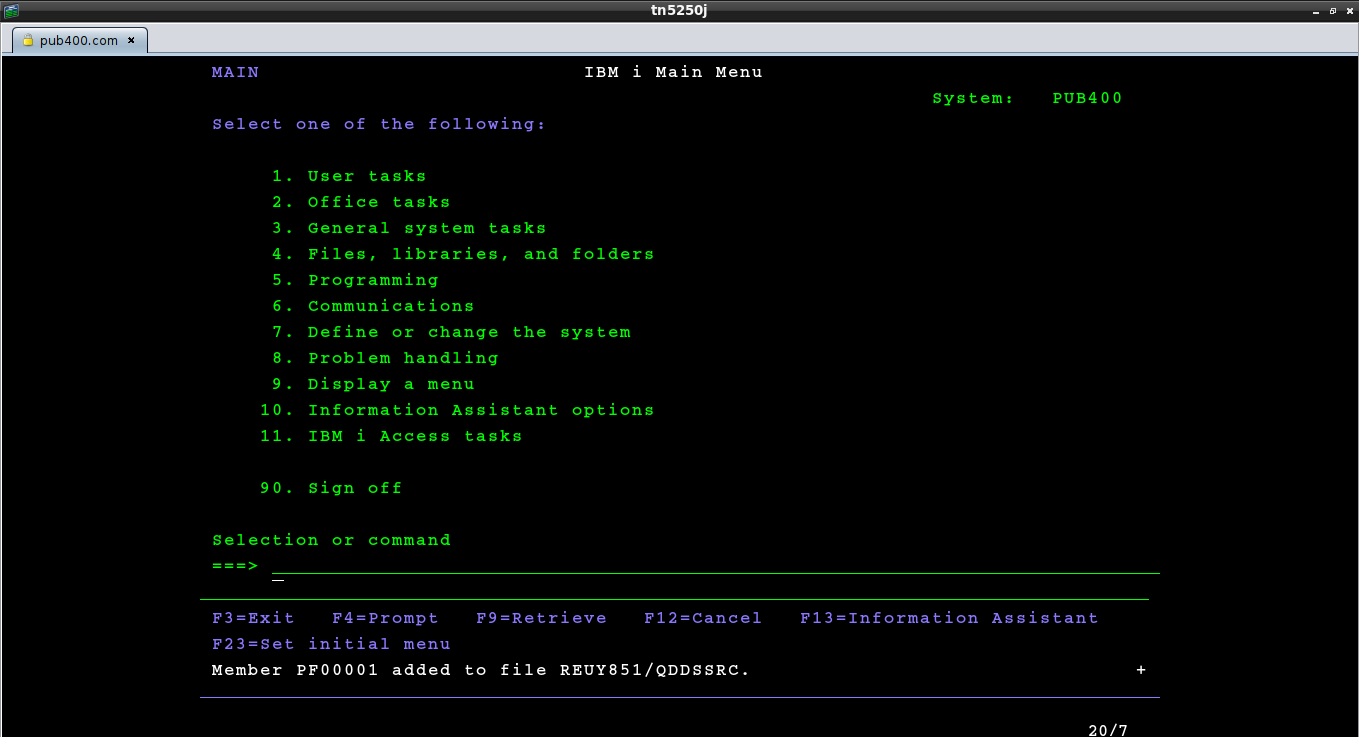 tn5250j
pub400.com
MAIN IBM i Main Menu
System: PUB400
Select one of the following:
1. User tasks
2. Office tasks
3. General system tasks
4. Files, libraries, and folders
5. Programming
6. Communications
7. Define or change the system
8. Problem handling
9. Display a menu
10. Information Assistant options
11. IBM i Access tasks
90. Sign off
Selection or command
===>
F3=Exit F4=Prompt F9=Retrieve F12=Cancel F13=Information Assistant
F23=Set initial menu
Member PF00001 added to file REUY851/QDDSSRC. +
20/7